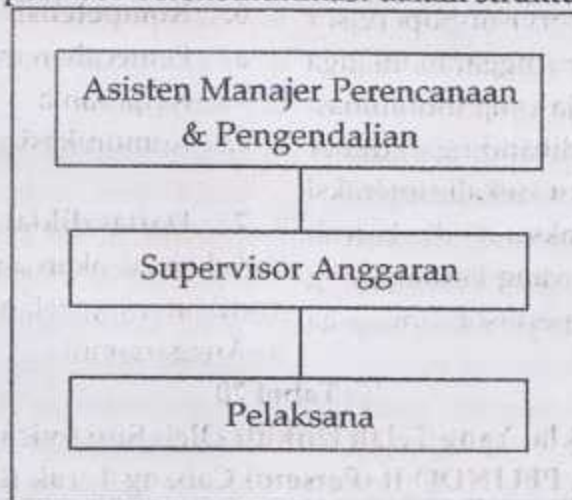 Asisten Manajer Perencanaan
& Pengendalian
Supervisor Anggaran
Pelaksana